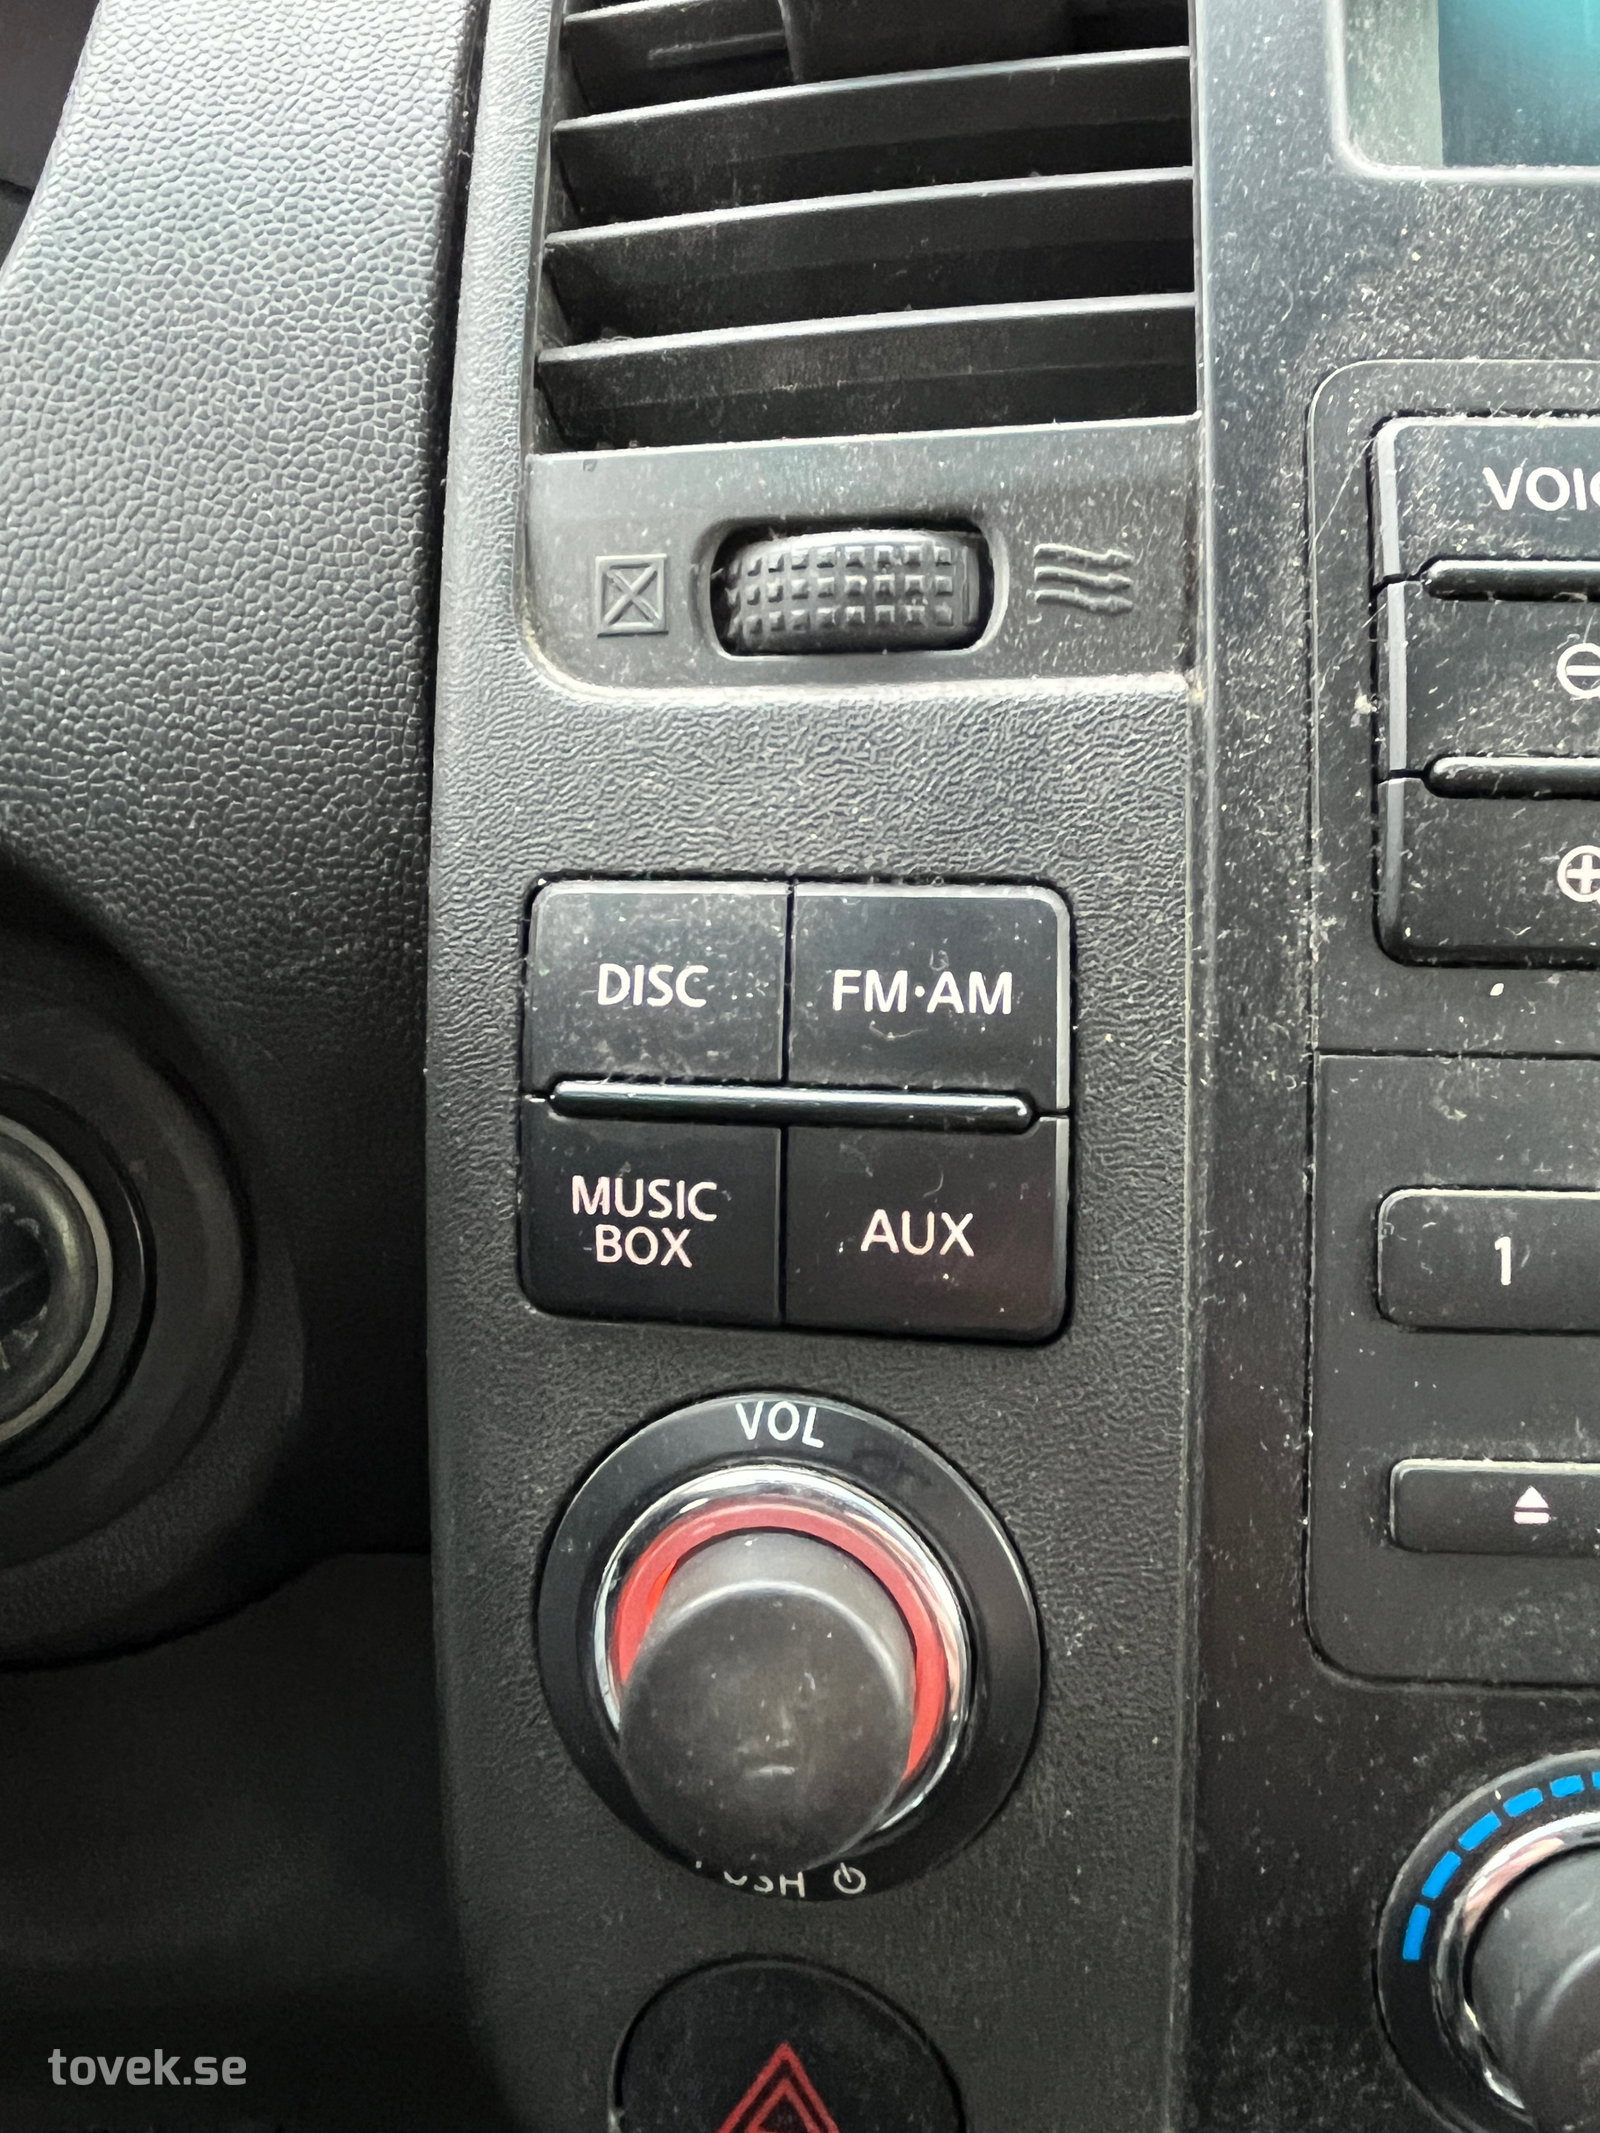 DISC
FM·AM
MUSIC
BOX
AUX
VOL
1
tovek.se